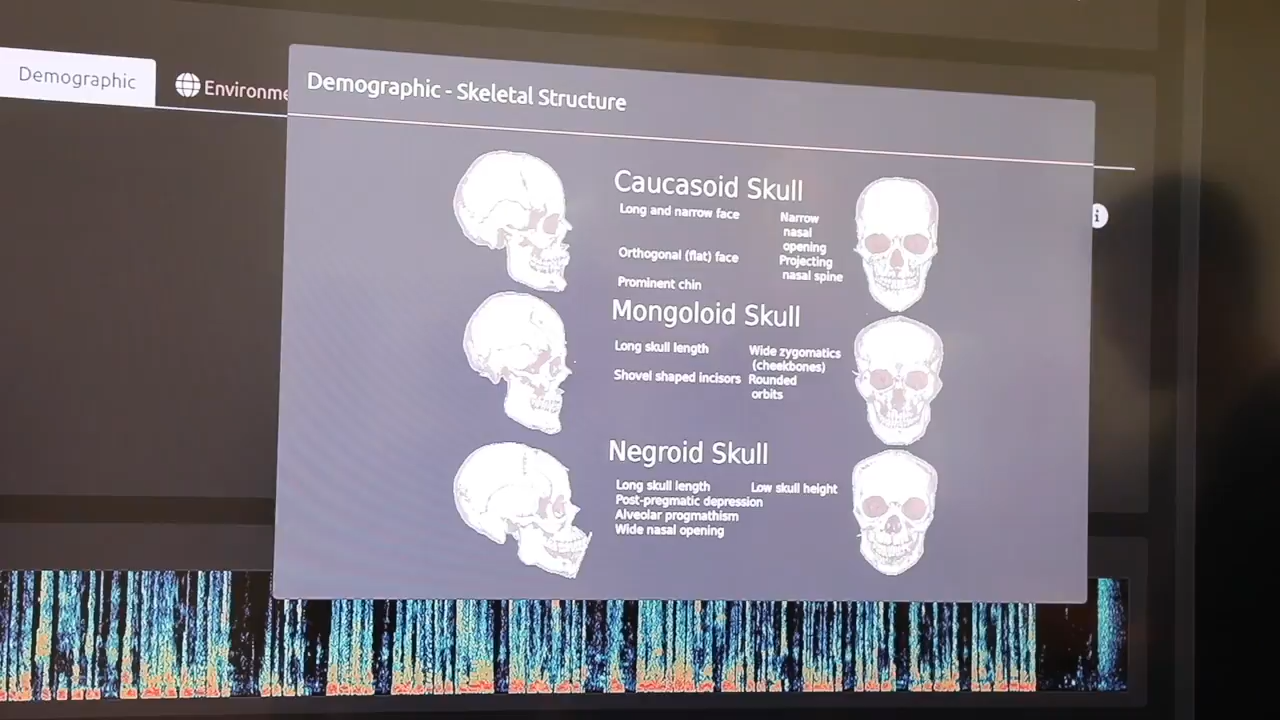 Demographic
Environme
Demographic - Skeletal Structure
Caucasoid Skull
Long and narrow face
Narrow
nasal
opening
Orthogonal (flat) face
Projecting
nasal spine
Prominent chin
Mongoloid Skull
Long skull length
Wide zygomatics
(cheekbones)
Shovel shaped incisors
Rounded
orbits
Negroid Skull
Long skull length
Low skull height
Post-pregmatic depression
Alveolar progmathism
Wide nasal opening
i